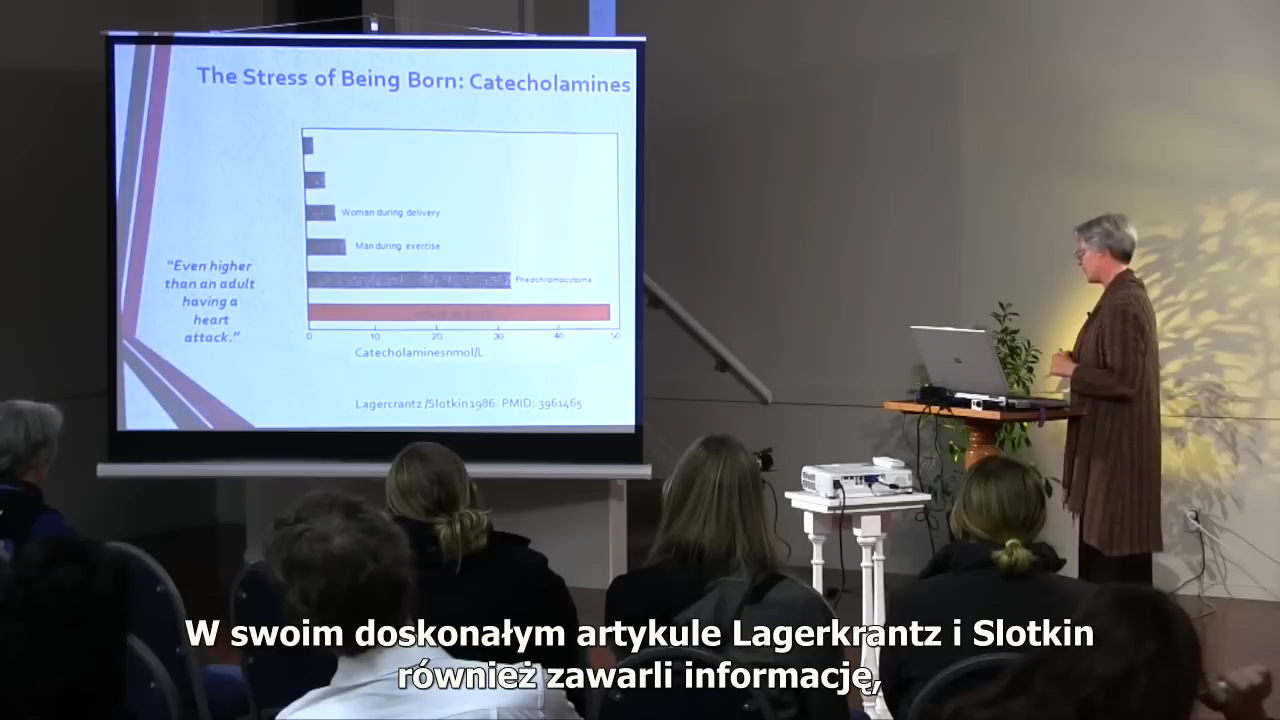 The Stress of Being Born: Catecholamines
Woman during delivery
Man during exercise
Pheochromocytoma
"Even higher
than an adult
having a
heart
attack."
0 10 20 30 40 50
Catecholaminesnmol/L
Lagercrantz /Slotkin1986. PMID: 3961465
W swoim doskonałym artykule Lagerkrantz i Slotkin
również zawarli informację,